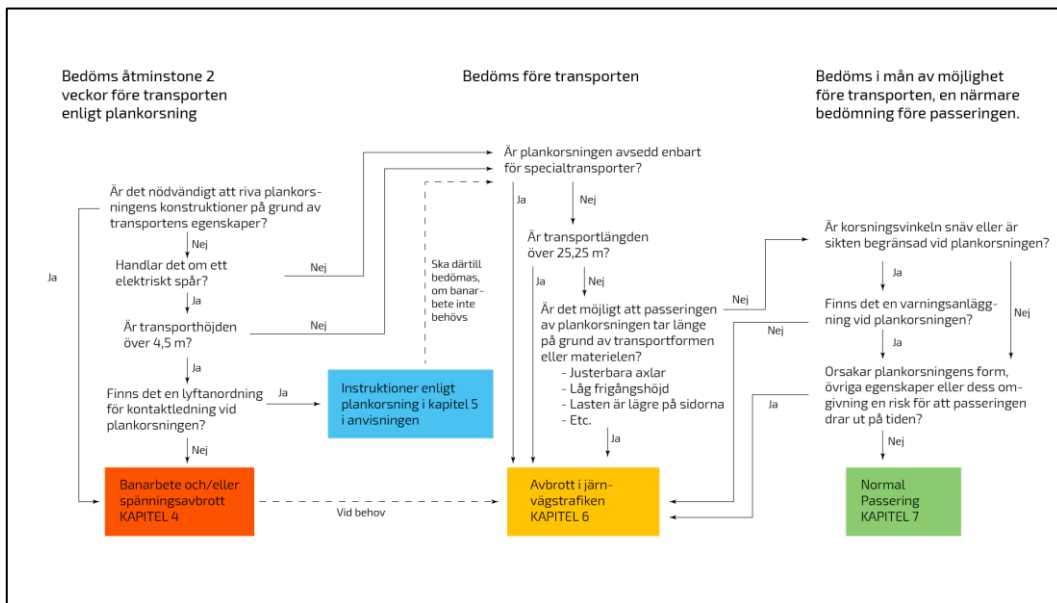 Bedöms åtminstone 2
veckor före transporten
enligt plankorsning
Är det nödvändigt att riva plankors-
ningens konstruktioner på grund av
transportens egenskaper?
Ja
Nej
Handlar det om ett
elektriskt spår?
Nej
Ja
Är transporthöjden
över 4,5 m?
Nej
Ja
Finns det en lyftanordning
för kontaktledning vid
plankorsningen?
Ja
Nej
Instruktioner enligt
plankorsning i kapitel 5
i anvisningen
Ska därtill
bedömas,
om banar-
bete inte
behövs
Banarbete och/eller
spänningsavbrott
KAPITEL 4
Vid behov
Bedöms före transporten
Är plankorsningen avsedd enbart
för specialtransporter?
Ja
Nej
Är transportlängden
över 25,25 m?
Ja
Nej
Är det möjligt att passeringen
av plankorsningen tar länge
på grund av transportformen
eller materielen?
- Justerbara axlar
- Låg frigångshöjd
- Lasten är lägre på sidorna
- Etc.
Nej
Ja
Avbrott i järn-
vägstrafiken
KAPITEL 6
Bedöms i mån av möjlighet
före transporten, en närmare
bedömning före passeringen.
Är korsningsvinkeln snäv eller är
sikten begränsad vid plankorsningen?
Ja
Nej
Finns det en varningsanlägg-
ning vid plankorsningen?
Nej
Ja
Orsakar plankorsningens form,
övriga egenskaper eller dess om-
givning en risk för att passeringen
drar ut på tiden?
Ja
Nej
Normal
Passering
KAPITEL 7